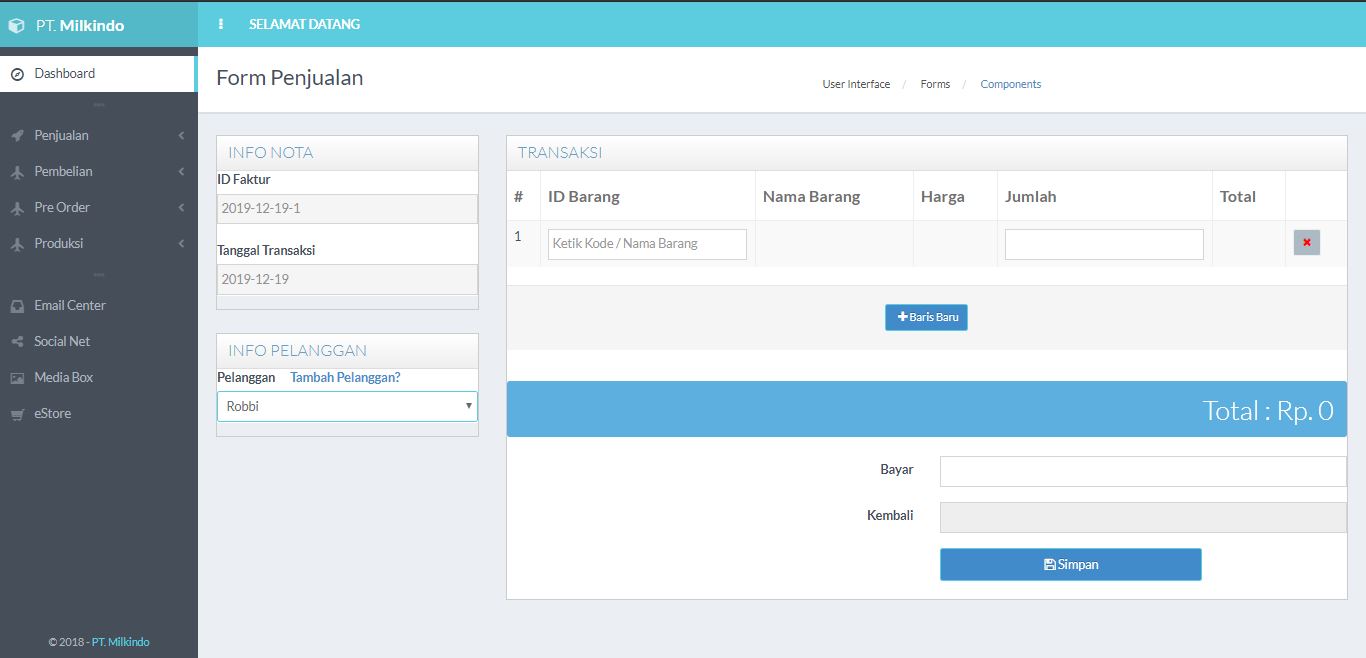 PT. Milkindo
SELAMAT DATANG
Dashboard
Penjualan
Pembelian
Pre Order
Produksi
Email Center
Social Net
Media Box
eStore
© 2018 - PT. Milkindo
Form Penjualan
User Interface / Forms / Components
INFO NOTA
ID Faktur
2019-12-19-1
Tanggal Transaksi
2019-12-19
INFO PELANGGAN
Pelanggan Tambah Pelanggan?
Robbi
TRANSAKSI
# ID Barang Nama Barang Harga Jumlah Total
1 Ketik Kode / Nama Barang
Baris Baru
Total : Rp. 0
Bayar
Kembali
Simpan